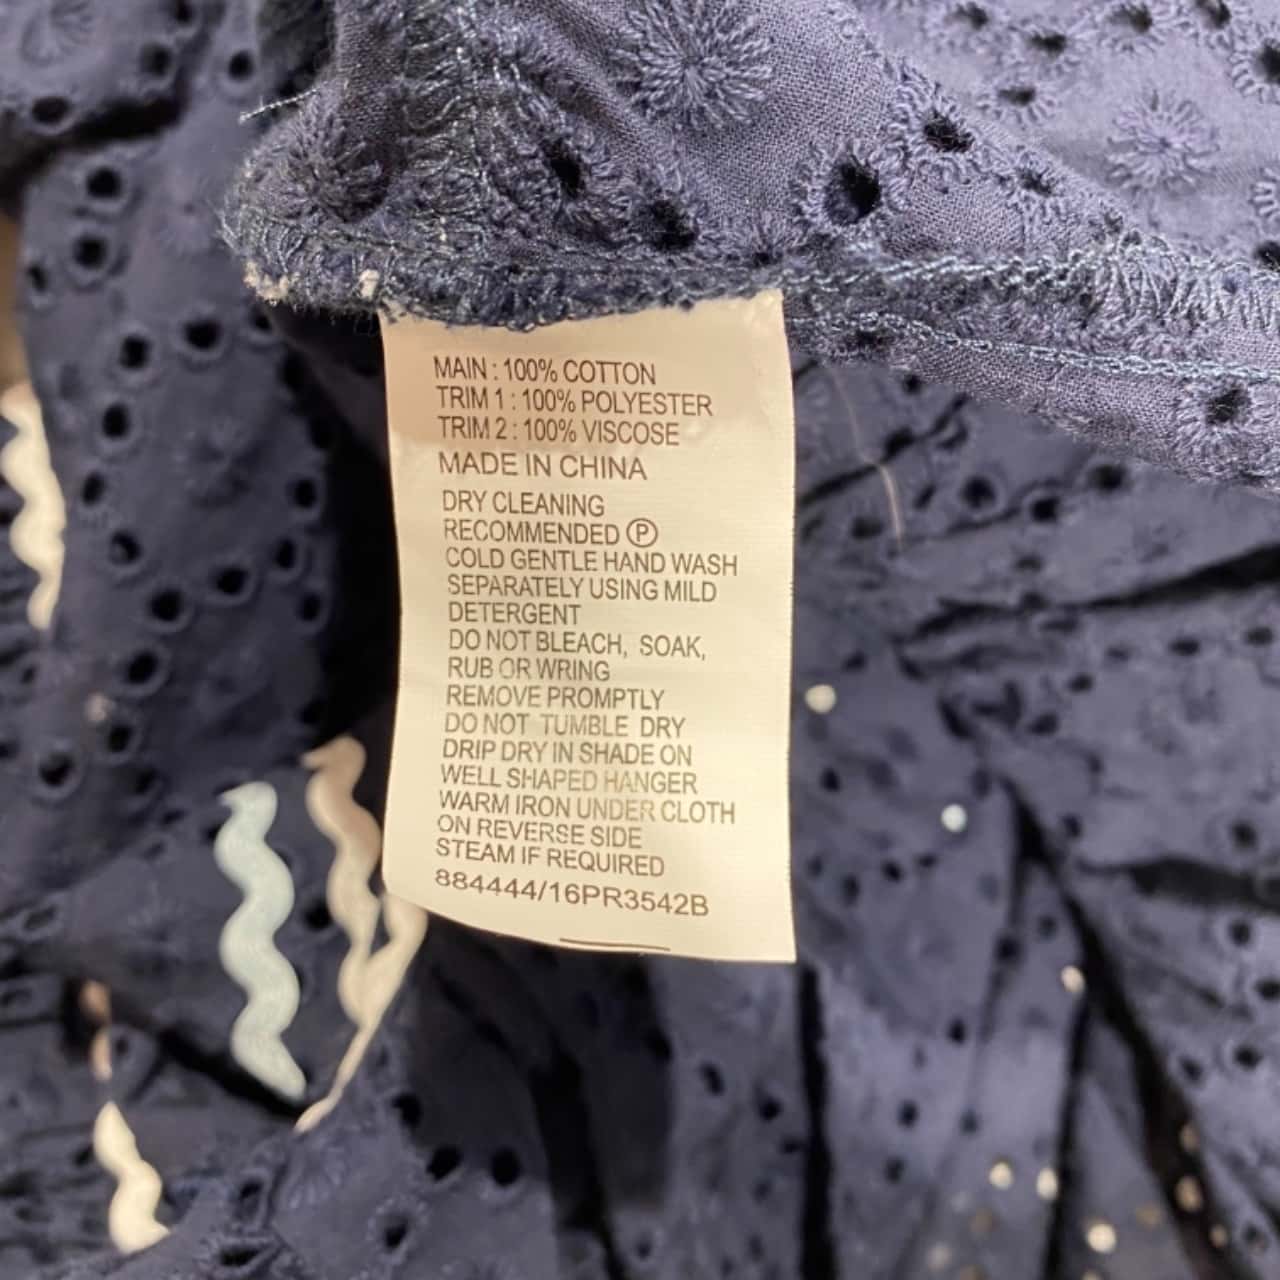 MAIN : 100% COTTON
TRIM 1 : 100% POLYESTER
TRIM 2 : 100% VISCOSE
MADE IN CHINA
DRY CLEANING
RECOMMENDED Ⓟ
COLD GENTLE HAND WASH
SEPARATELY USING MILD
DETERGENT
DO NOT BLEACH, SOAK,
RUB OR WRING
REMOVE PROMPTLY
DO NOT TUMBLE DRY
DRIP DRY IN SHADE ON
WELL SHAPED HANGER
WARM IRON UNDER CLOTH
ON REVERSE SIDE
STEAM IF REQUIRED
884444/16PR3542B